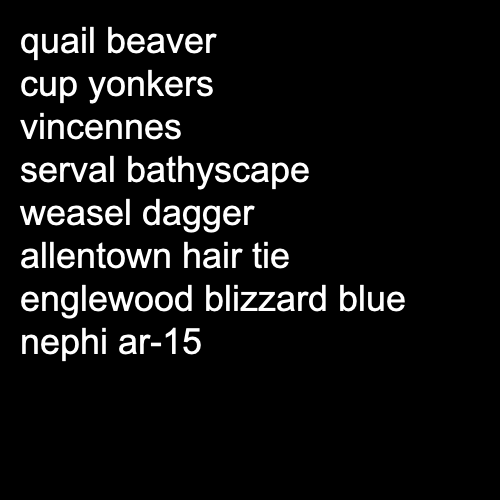 quail beaver
cup yonkers
vincennes
serval bathyscape
weasel dagger
allentown hair tie
englewood blizzard blue
nephi ar-15